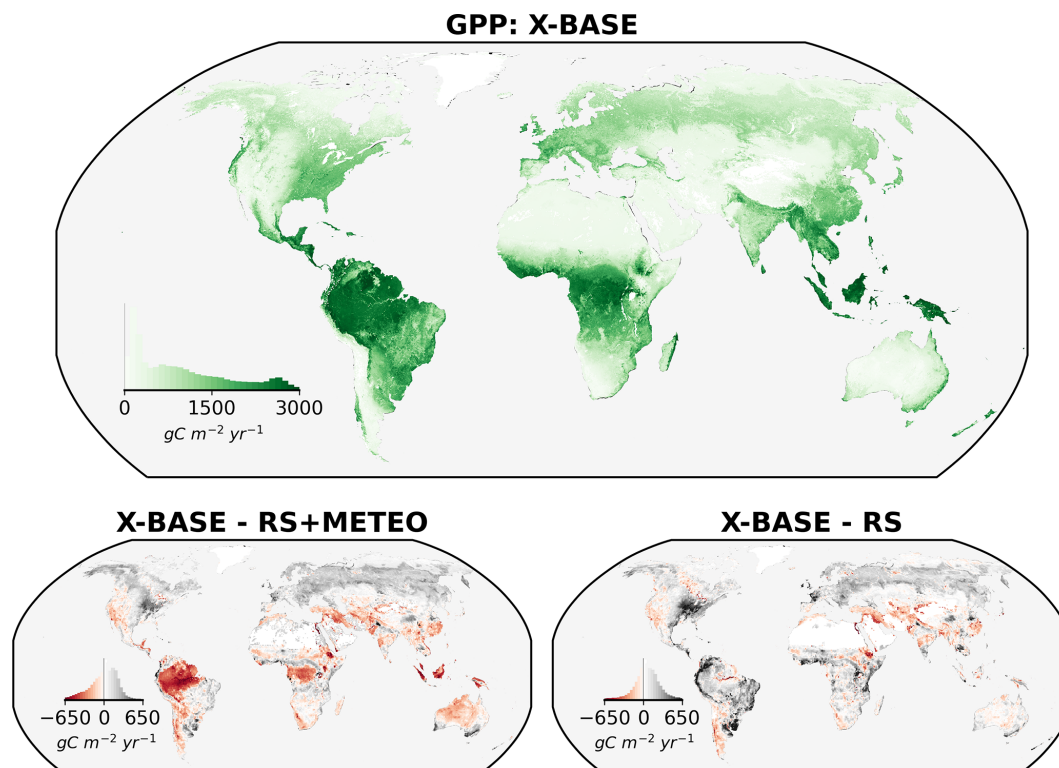 GPP: X-BASE
0 1500 3000
gC m⁻² yr⁻¹
X-BASE - RS+METEO
X-BASE - RS
−650 0 650
gC m⁻² yr⁻¹
−650 0 650
gC m⁻² yr⁻¹